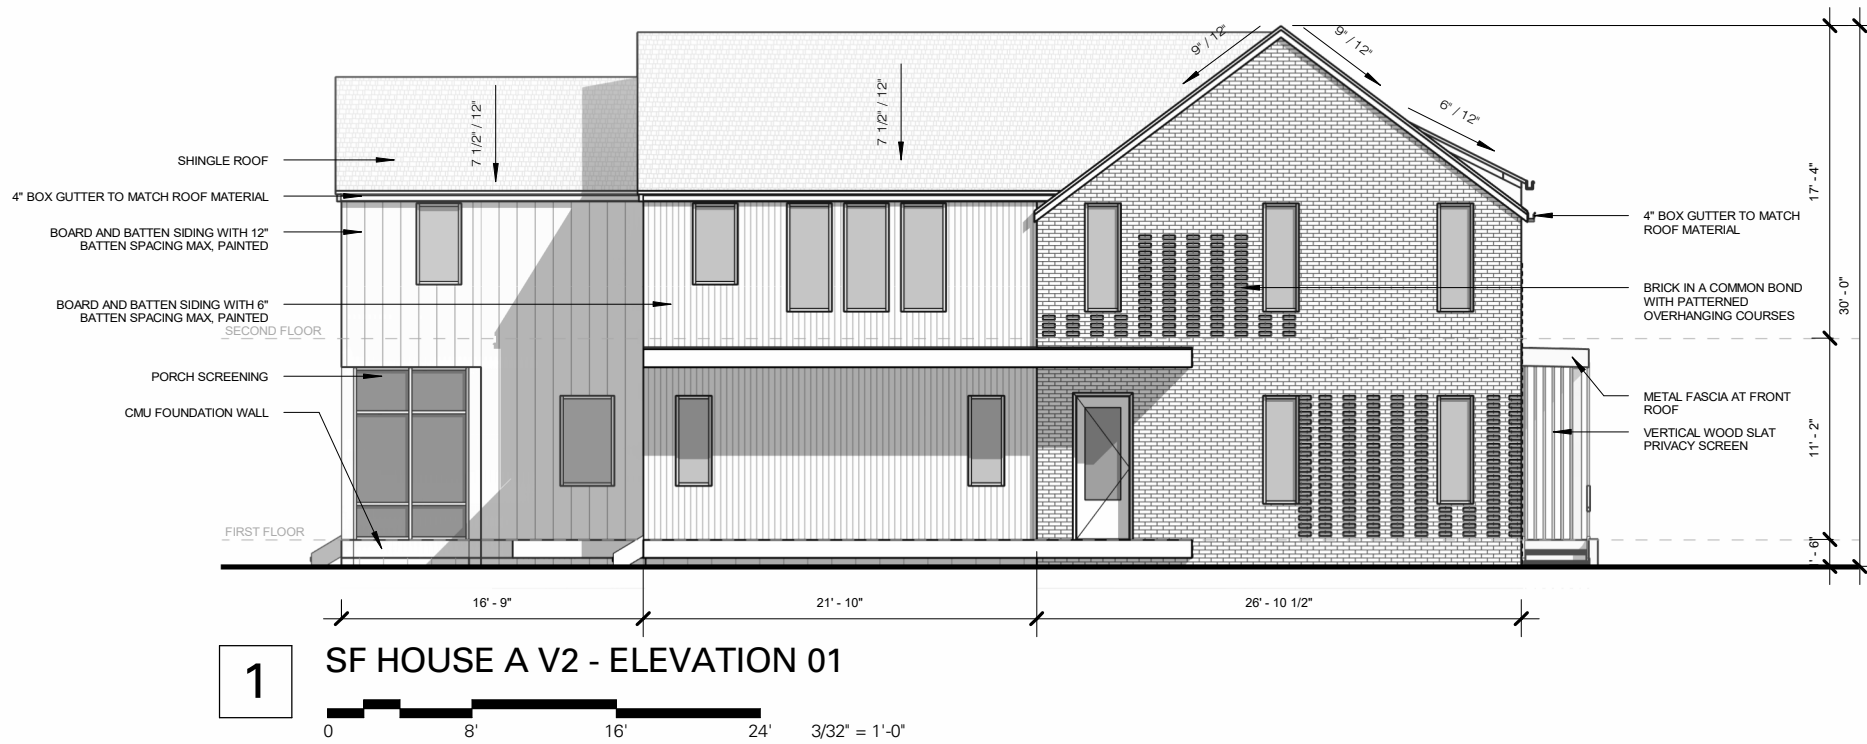 9" / 12"
9" / 12"
6" / 12"
7 1/2" / 12"
7 1/2" / 12"
SHINGLE ROOF
4" BOX GUTTER TO MATCH ROOF MATERIAL
BOARD AND BATTEN SIDING WITH 12"
BATTEN SPACING MAX, PAINTED
BOARD AND BATTEN SIDING WITH 6"
BATTEN SPACING MAX, PAINTED
SECOND FLOOR
PORCH SCREENING
CMU FOUNDATION WALL
FIRST FLOOR
17' - 4"
4" BOX GUTTER TO MATCH
ROOF MATERIAL
BRICK IN A COMMON BOND
WITH PATTERNED
OVERHANGING COURSES
30' - 0"
METAL FASCIA AT FRONT
ROOF
VERTICAL WOOD SLAT
PRIVACY SCREEN
11' - 2"
' - 6"
16' - 9"
21' - 10"
26' - 10 1/2"
1
SF HOUSE A V2 - ELEVATION 01
0 8' 16' 24' 3/32" = 1'-0"